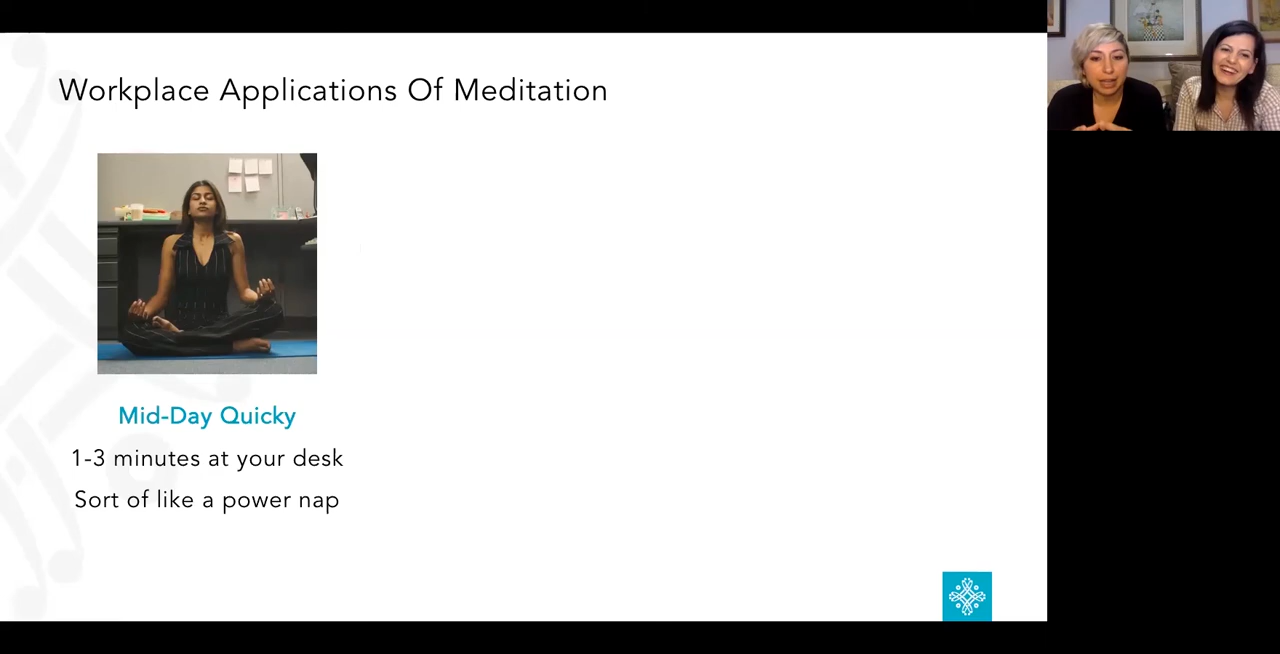 Workplace Applications Of Meditation
Mid-Day Quicky
1-3 minutes at your desk
Sort of like a power nap